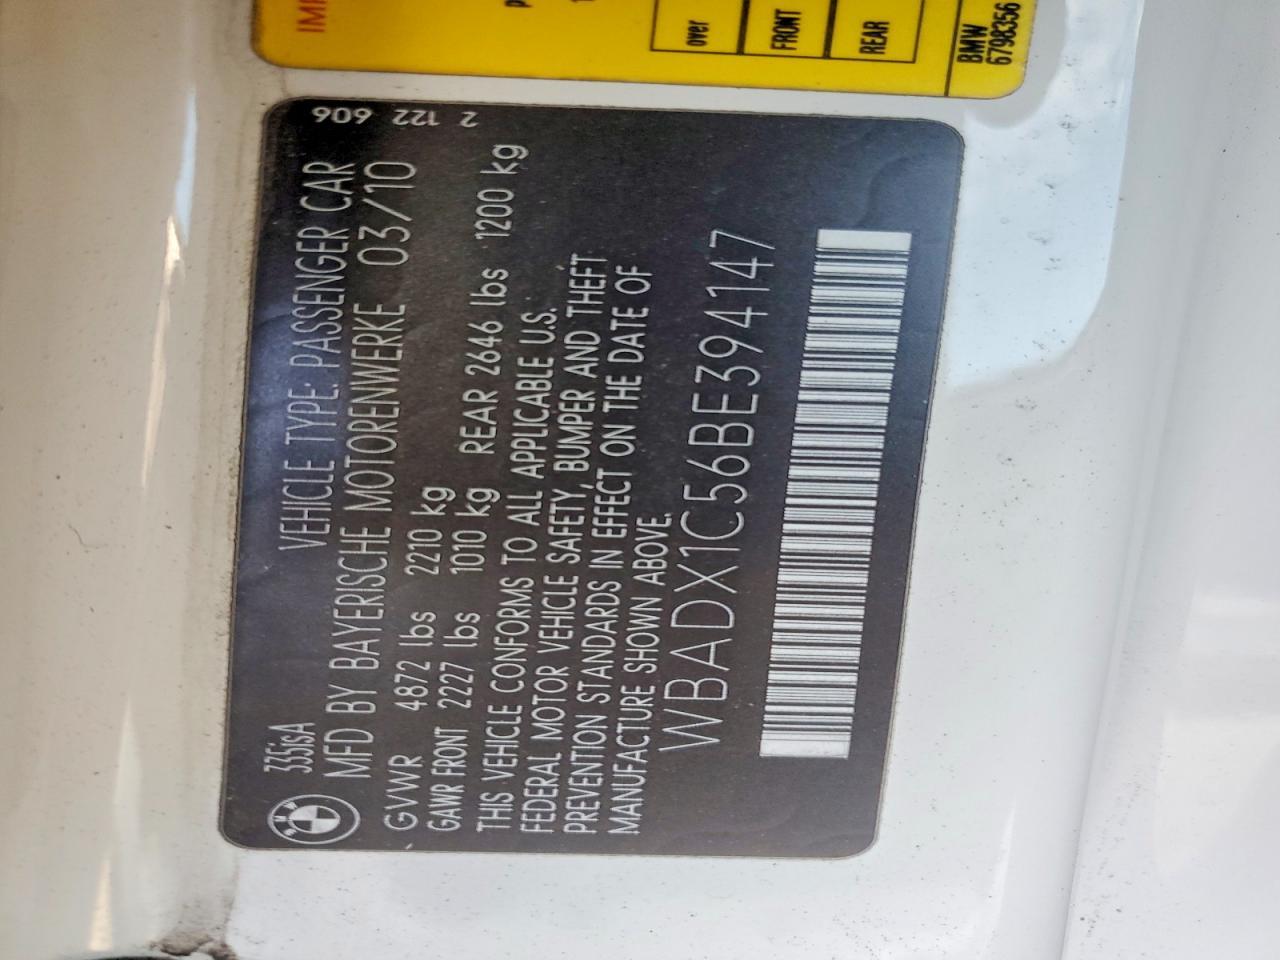 335isA
VEHICLE TYPE: PASSENGER CAR
MFD BY BAYERISCHE MOTORENWERKE 03/10
GVWR 4872 lbs 2210 kg
GAWR FRONT 2227 lbs 1010 kg REAR 2646 lbs 1200 kg
THIS VEHICLE CONFORMS TO ALL APPLICABLE U.S.
FEDERAL MOTOR VEHICLE SAFETY, BUMPER AND THEFT
PREVENTION STANDARDS IN EFFECT ON THE DATE OF
MANUFACTURE SHOWN ABOVE.
WBADX1C56BE394147
2 122 606
over
FRONT
REAR
BMW
6798356